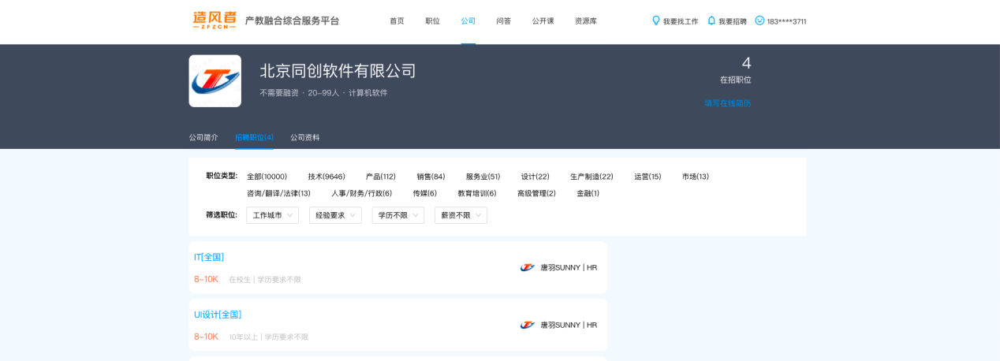 造风者
ZFZCN
产教融合综合服务平台
首页 职位 公司 问答 公开课 资源库
我要找工作 我要招聘 183****3711
北京同创软件有限公司
不需要融资 · 20-99人 · 计算机软件
4
在招职位
填写在线简历
公司简介 招聘职位(4) 公司资料
职位类型: 全部(10000) 技术(9646) 产品(112) 销售(84) 服务业(51) 设计(22) 生产制造(22) 运营(15) 市场(13)
咨询/翻译/法律(13) 人事/财务/行政(6) 传媒(6) 教育培训(6) 高级管理(2) 金融(1)
筛选职位: 工作城市 经验要求 学历不限 薪资不限
IT[全国]
8-10K 在校生 | 学历要求不限
唐羽SUNNY | HR
UI设计[全国]
8-10K 10年以上 | 学历要求不限
唐羽SUNNY | HR